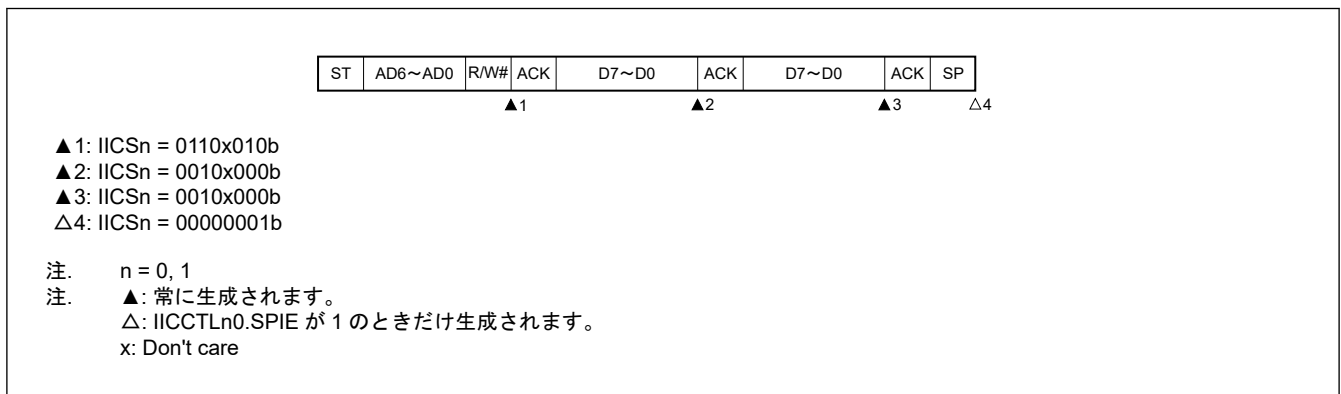 ST AD6～AD0 R/W# ACK D7～D0 ACK D7～D0 ACK SP
▲1 ▲2 ▲3 △4
▲1: IICSn = 0110x010b
▲2: IICSn = 0010x000b
▲3: IICSn = 0010x000b
△4: IICSn = 00000001b
注. n = 0, 1
注. ▲: 常に生成されます。
△: IICCTLn0.SPIE が 1 のときだけ生成されます。
x: Don't care